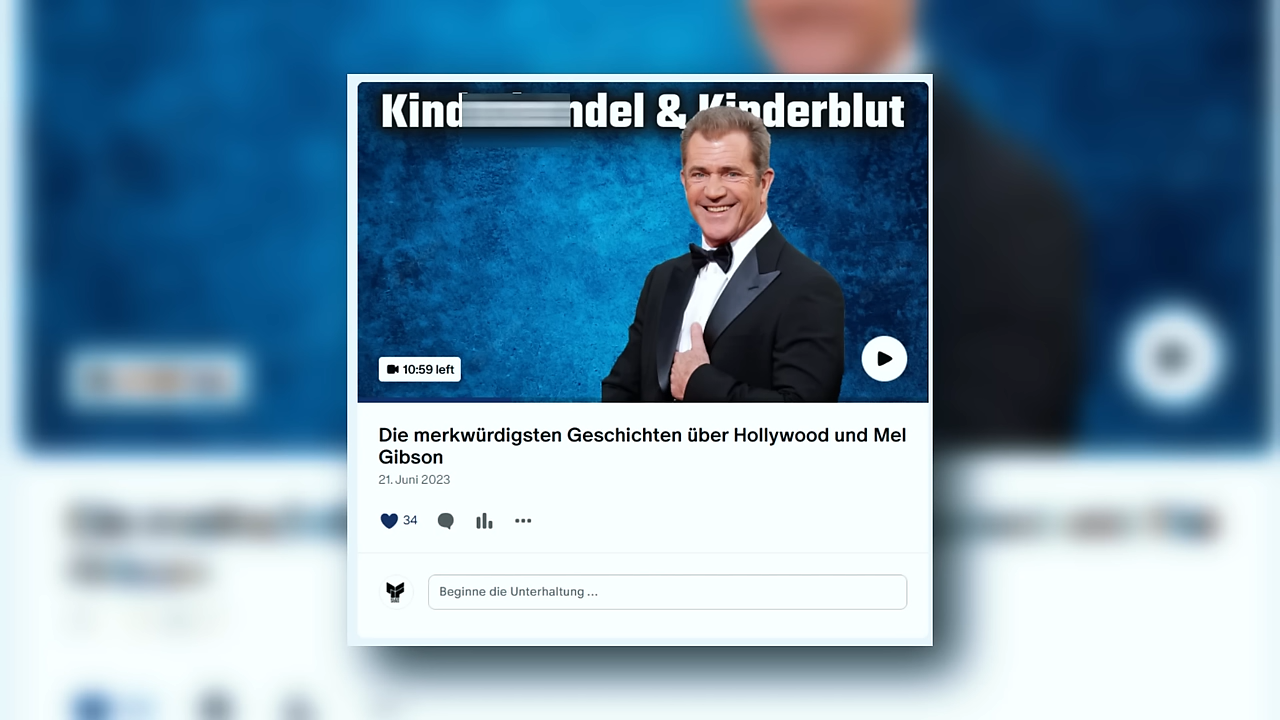 Kind ndel & Kinderblut
10:59 left
Die merkwürdigsten Geschichten über Hollywood und Mel
Gibson
21. Juni 2023
34
Beginne die Unterhaltung ...